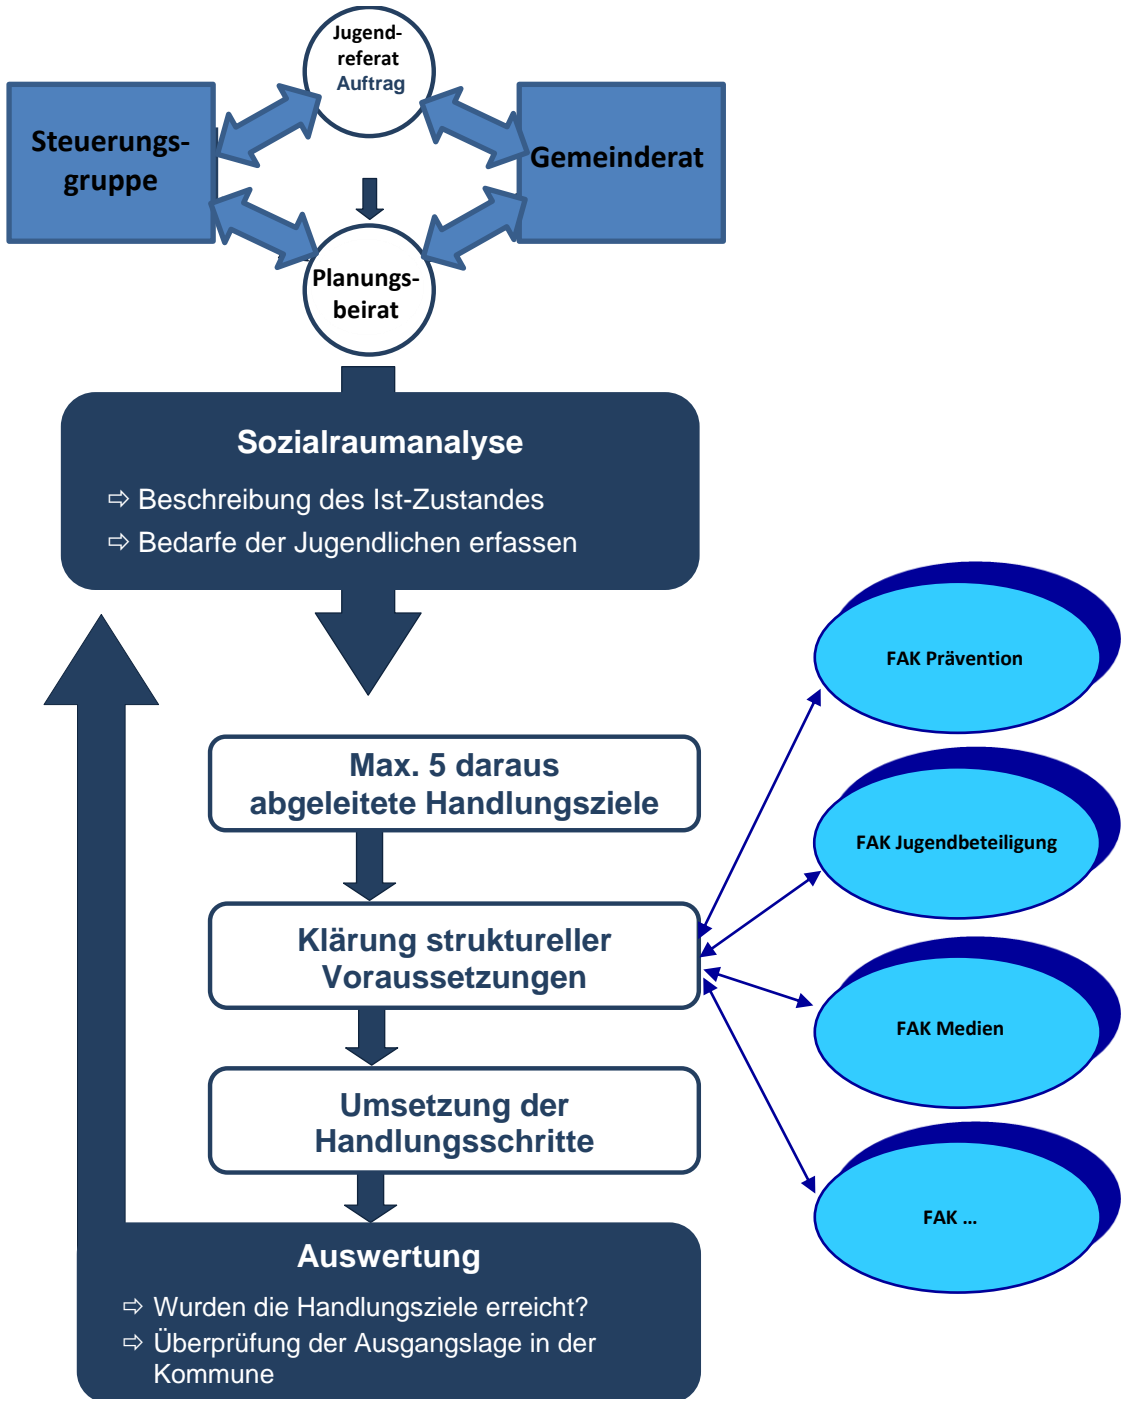 Jugend-
referat
Auftrag
Steuerungs-
gruppe
Gemeinderat
Planungs-
beirat
Sozialraumanalyse
⇨ Beschreibung des Ist-Zustandes
⇨ Bedarfe der Jugendlichen erfassen
Max. 5 daraus
abgeleitete Handlungsziele
Klärung struktureller
Voraussetzungen
Umsetzung der
Handlungsschritte
Auswertung
⇨ Wurden die Handlungsziele erreicht?
⇨ Überprüfung der Ausgangslage in der
Kommune
FAK Prävention
FAK Jugendbeteiligung
FAK Medien
FAK ...